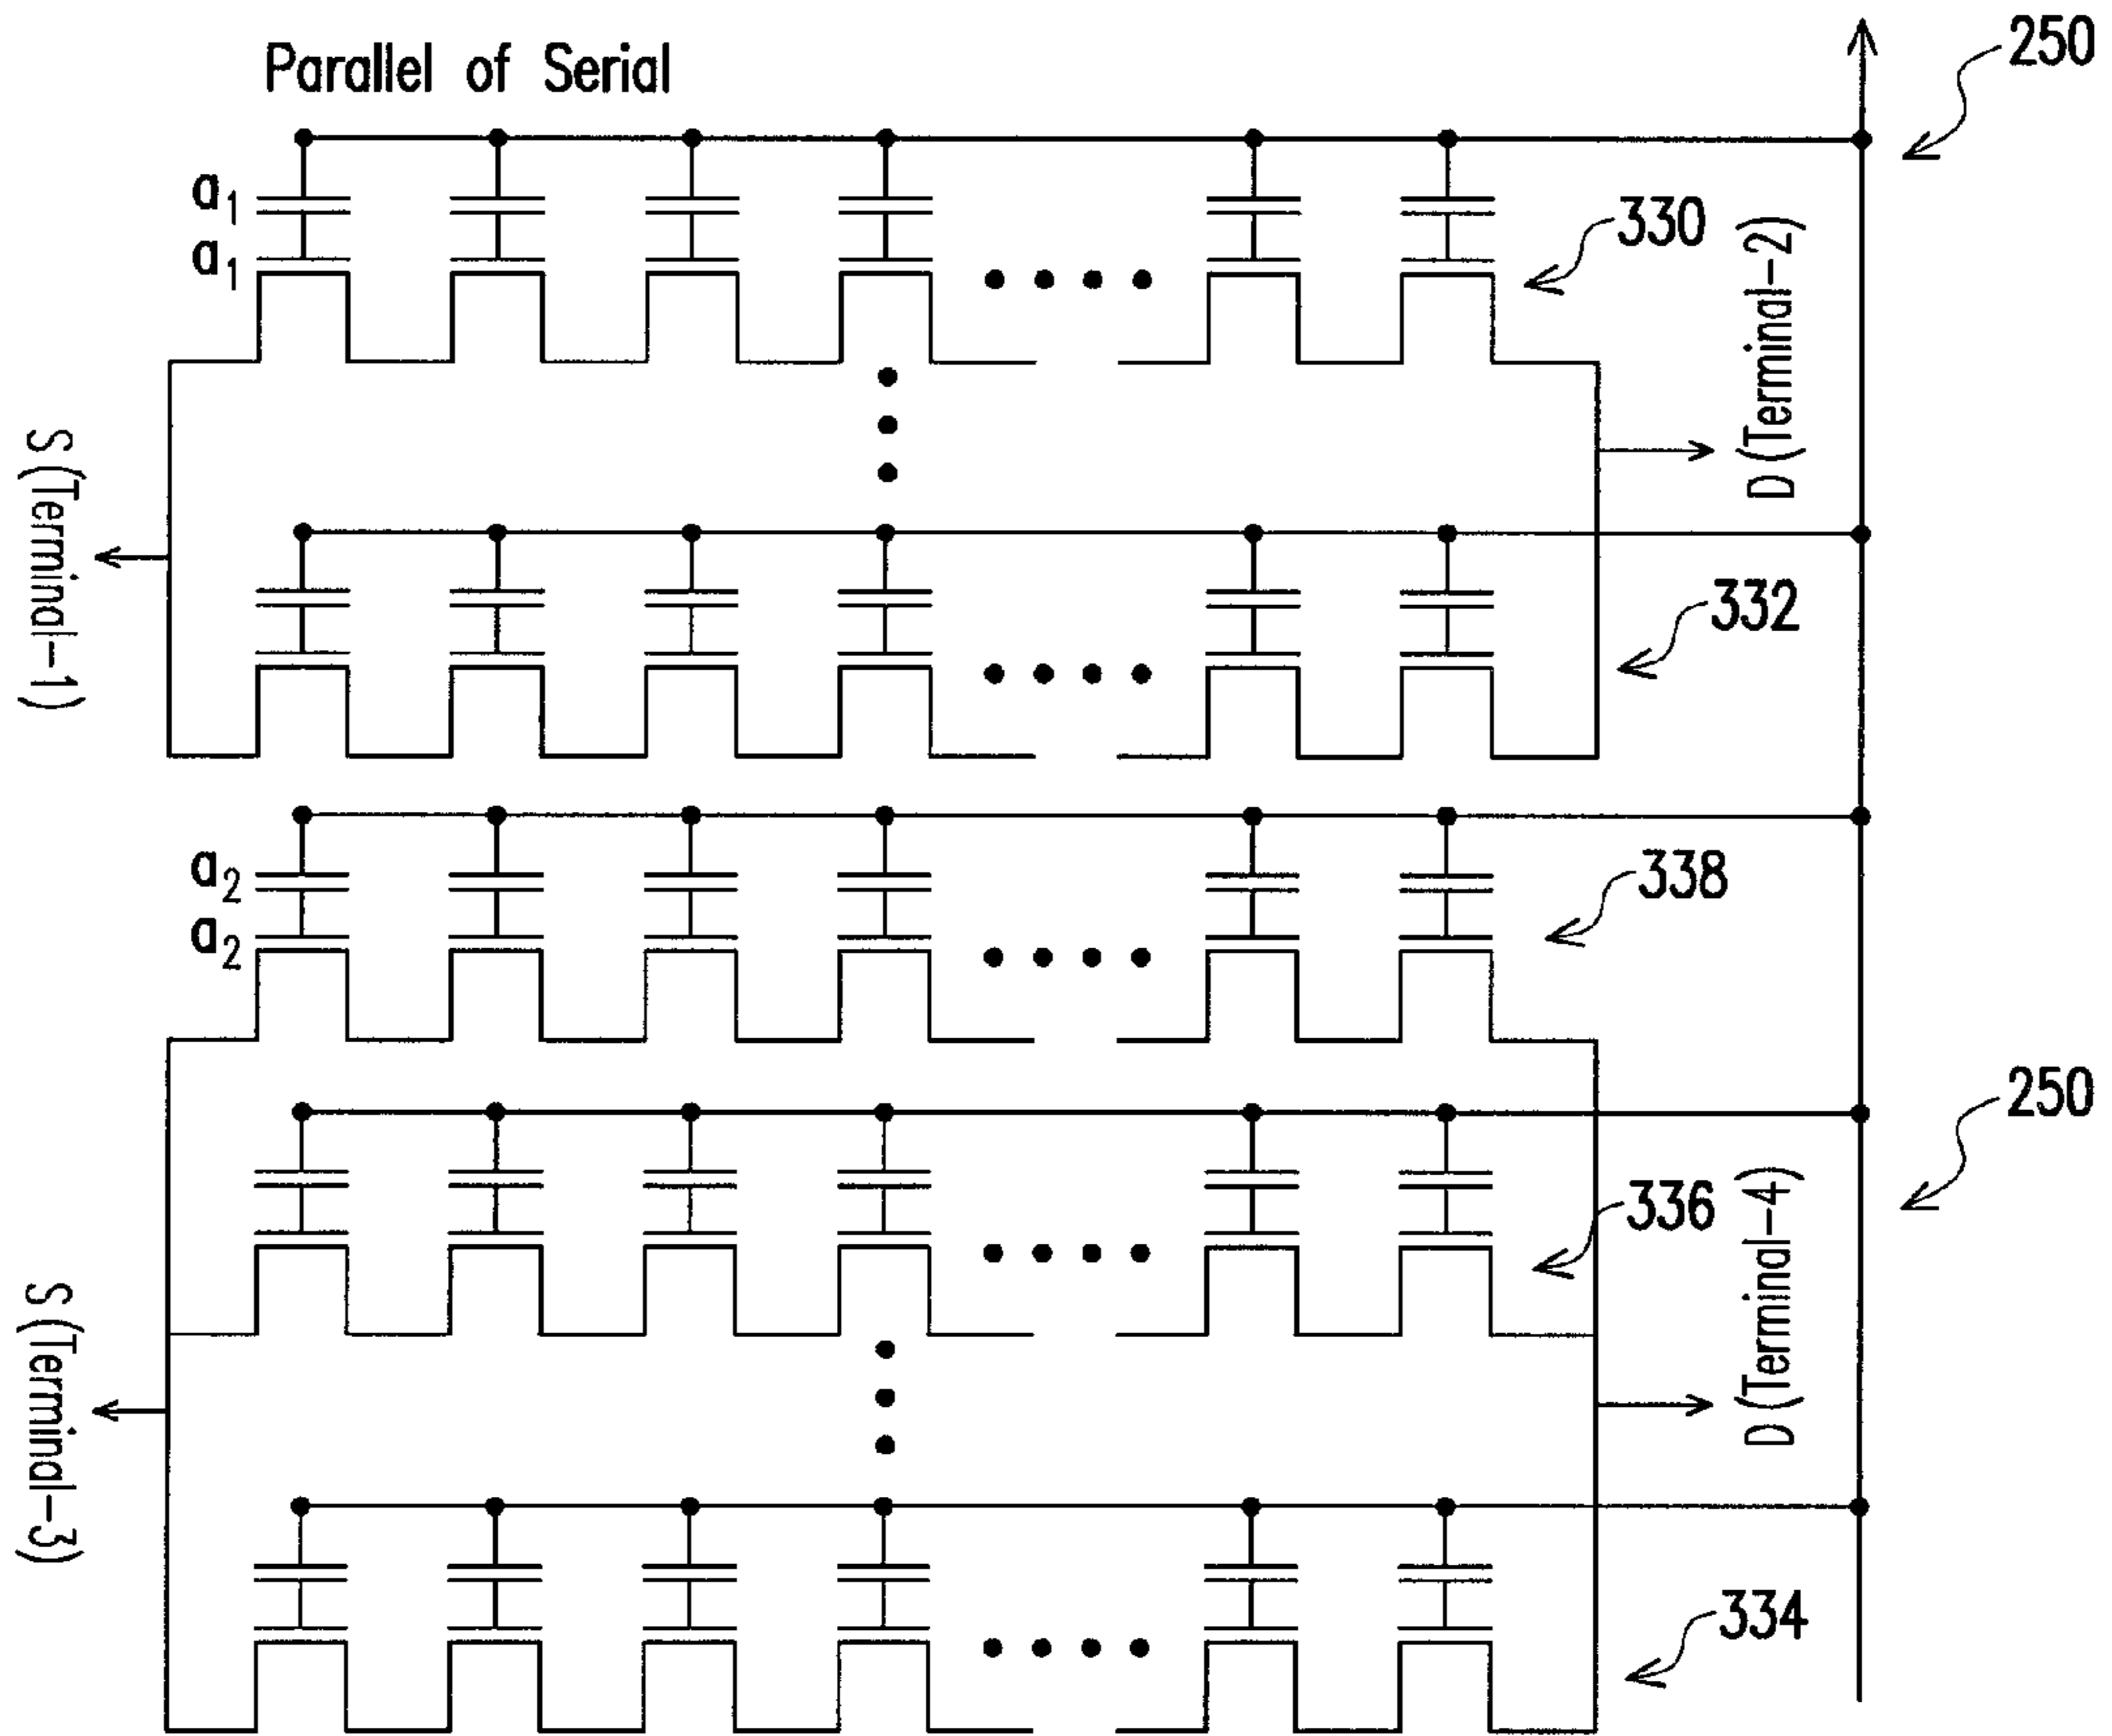 Parallel of Serial
250
a1
a1
330
D (Terminal-2)
S (Terminal-1)
332
a2
a2
338
250
336
D (Terminal-4)
S (Terminal-3)
334